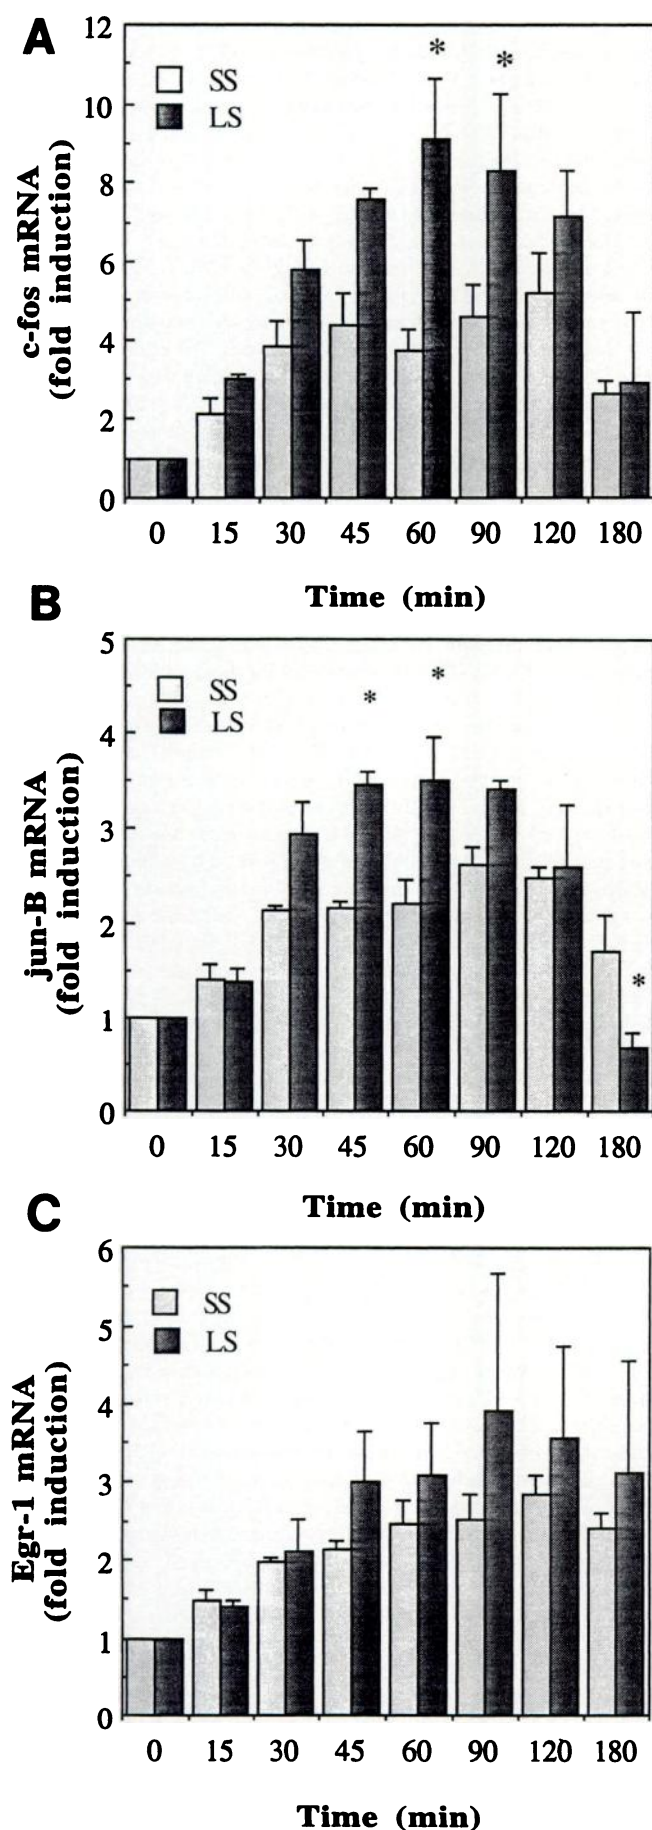 A
c-fos mRNA
(fold induction)
12
10
8
6
4
2
0
SS
LS
*
*
0 15 30 45 60 90 120 180
Time (min)
B
jun-B mRNA
(fold induction)
5
4
3
2
1
0
SS
LS
*
*
*
0 15 30 45 60 90 120 180
Time (min)
C
Egr-1 mRNA
(fold induction)
6
5
4
3
2
1
0
SS
LS
0 15 30 45 60 90 120 180
Time (min)